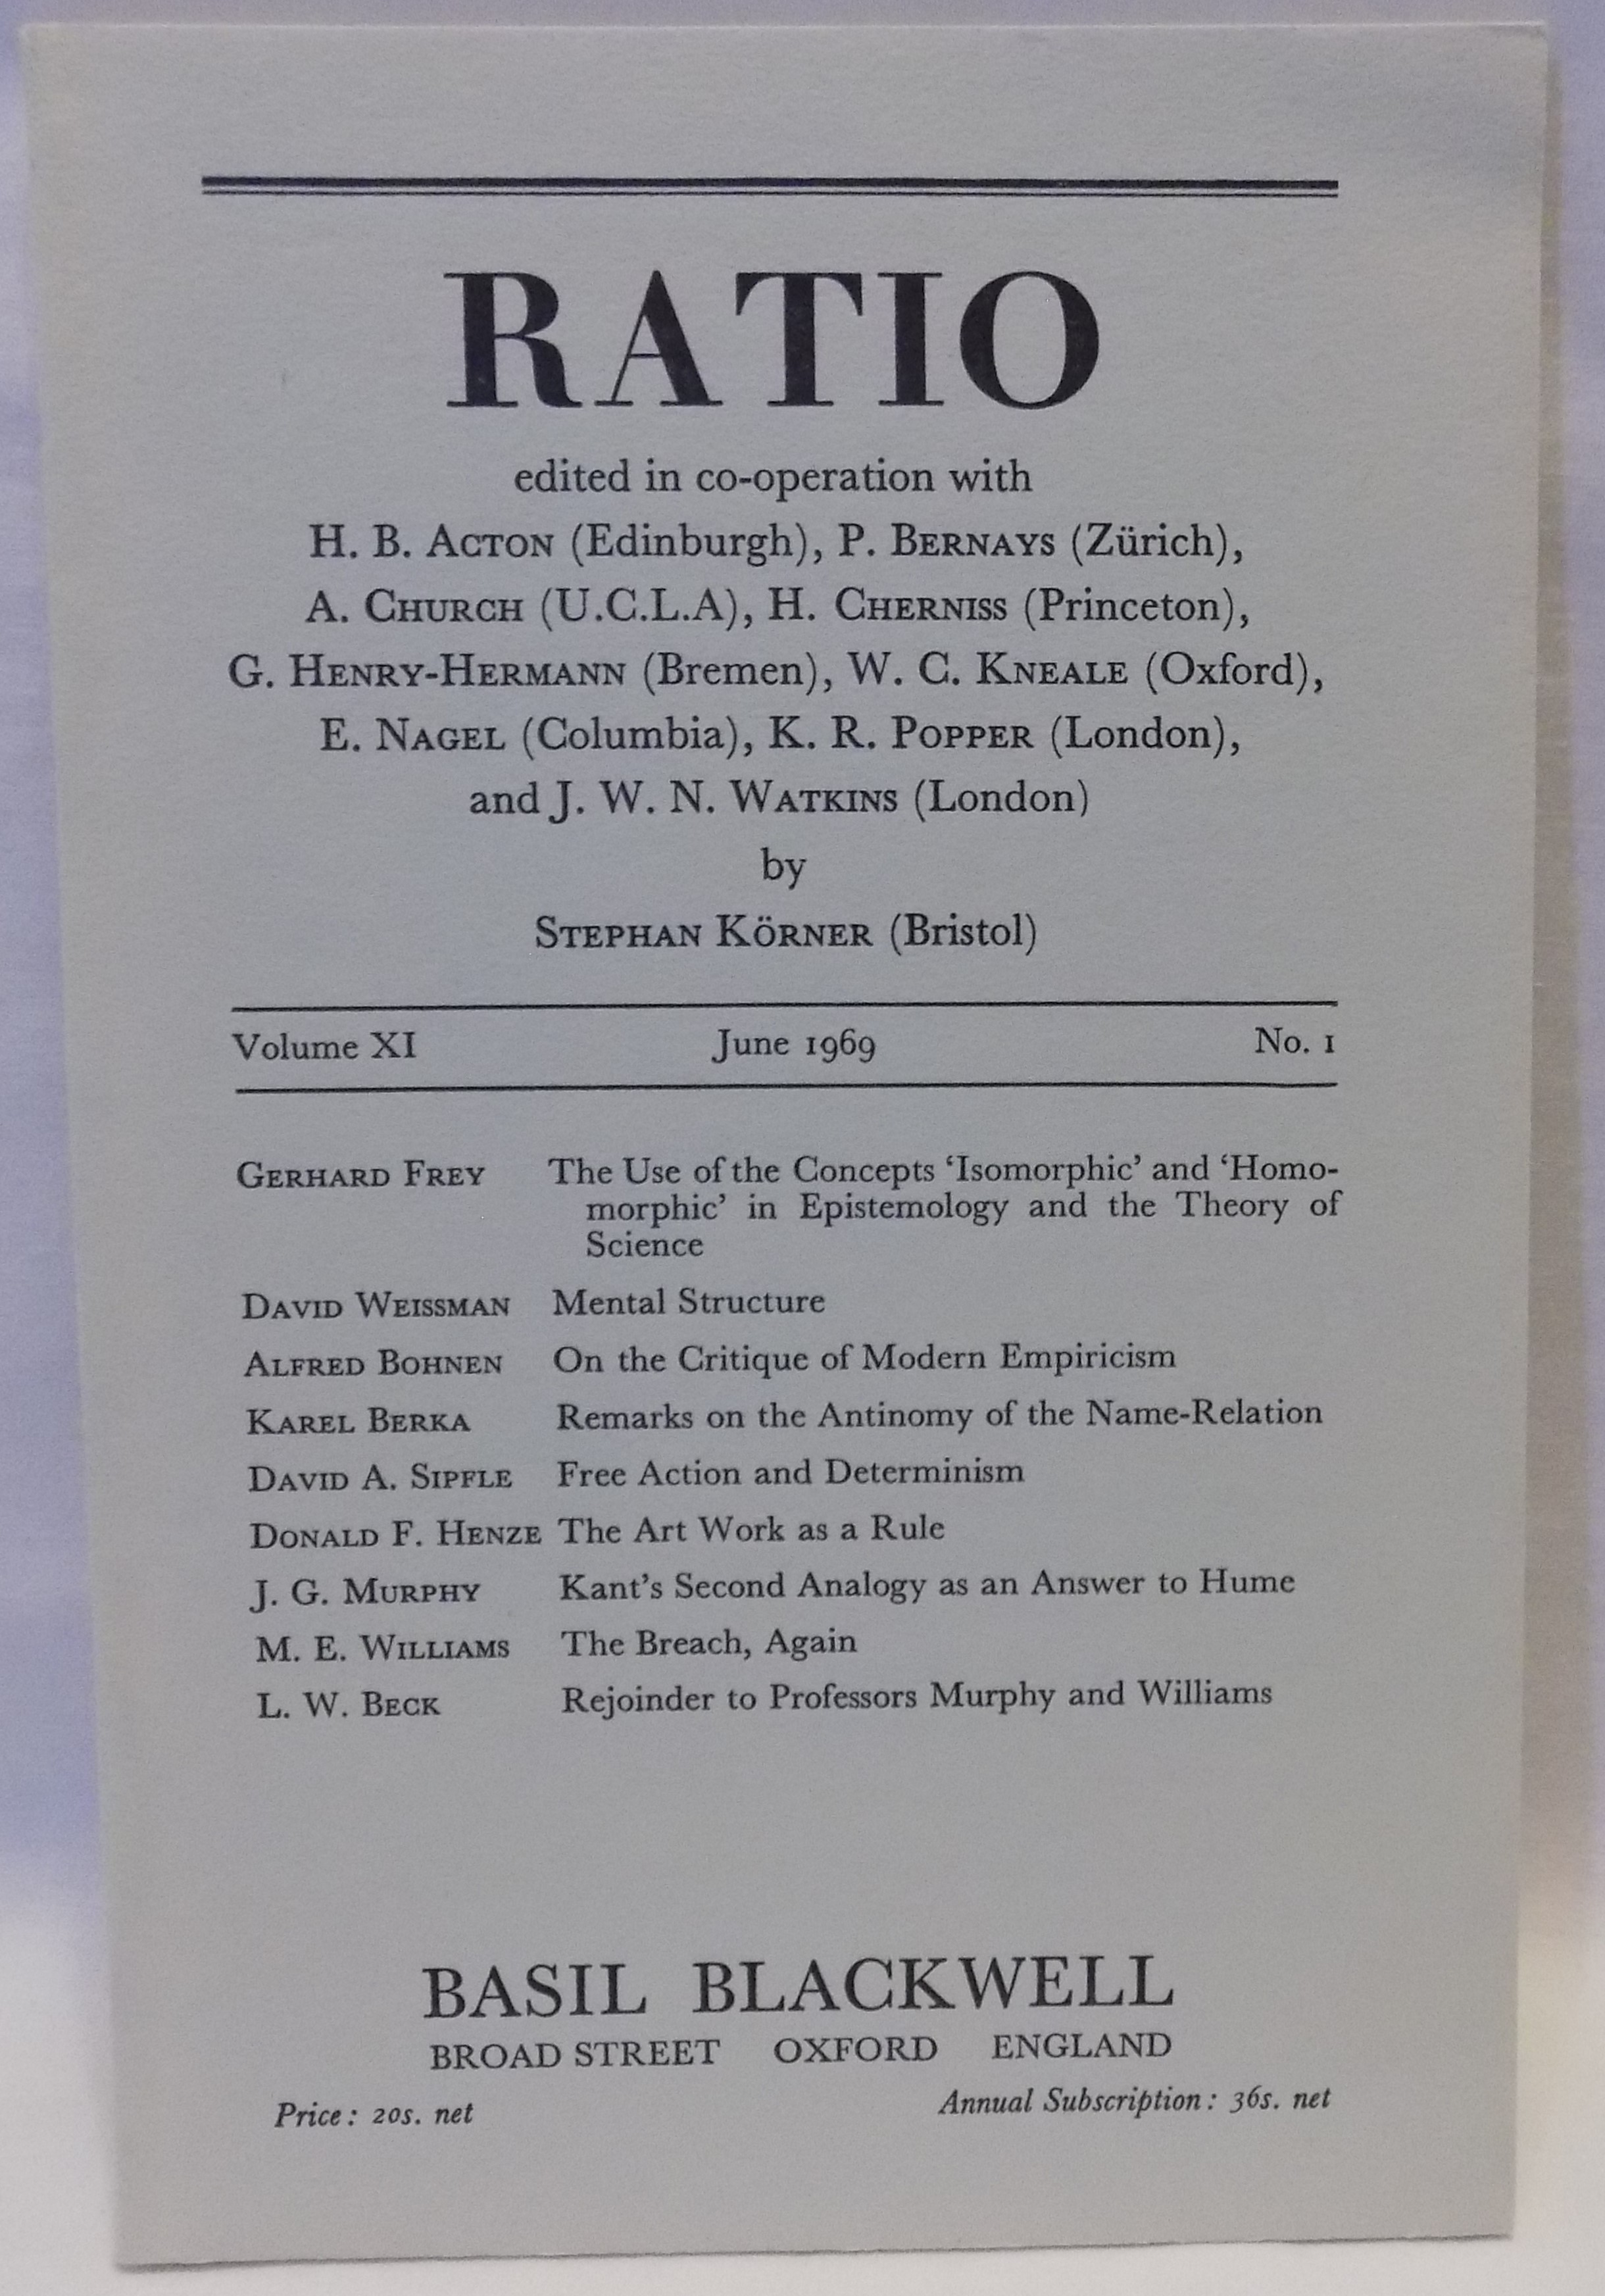 RATIO
edited in co-operation with
H. B. ACTON (Edinburgh), P. BERNAYS (Zürich),
A. CHURCH (U.C.L.A), H. CHERNISS (Princeton),
G. HENRY-HERMANN (Bremen), W. C. KNEALE (Oxford),
E. NAGEL (Columbia), K. R. POPPER (London),
and J. W. N. WATKINS (London)
by
STEPHAN KÖRNER (Bristol)
Volume XI June 1969 No. 1
GERHARD FREY The Use of the Concepts ‘Isomorphic’ and ‘Homo-
morphic’ in Epistemology and the Theory of
Science
DAVID WEISSMAN Mental Structure
ALFRED BOHNEN On the Critique of Modern Empiricism
KAREL BERKA Remarks on the Antinomy of the Name-Relation
DAVID A. SIPFLE Free Action and Determinism
DONALD F. HENZE The Art Work as a Rule
J. G. MURPHY Kant’s Second Analogy as an Answer to Hume
M. E. WILLIAMS The Breach, Again
L. W. BECK Rejoinder to Professors Murphy and Williams
BASIL BLACKWELL
BROAD STREET OXFORD ENGLAND
Price: 20s. net Annual Subscription: 36s. net